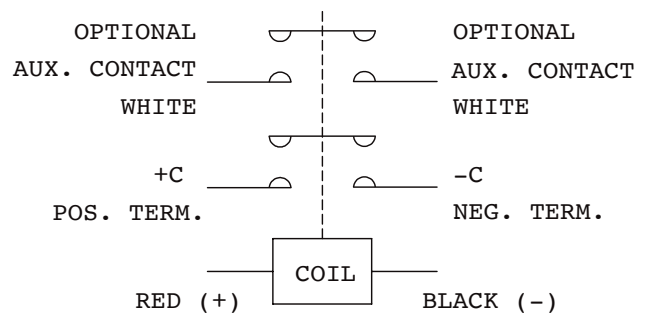 OPTIONAL
AUX. CONTACT
WHITE
OPTIONAL
AUX. CONTACT
WHITE
+C
POS. TERM.
-C
NEG. TERM.
COIL
RED (+)
BLACK (-)